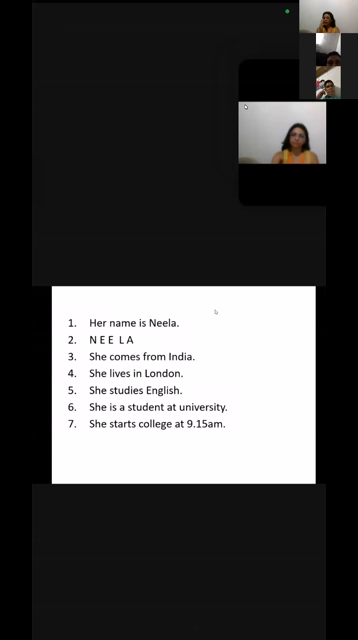 1. Her name is Neela.
2. N E E L A
3. She comes from India.
4. She lives in London.
5. She studies English.
6. She is a student at university.
7. She starts college at 9.15am.